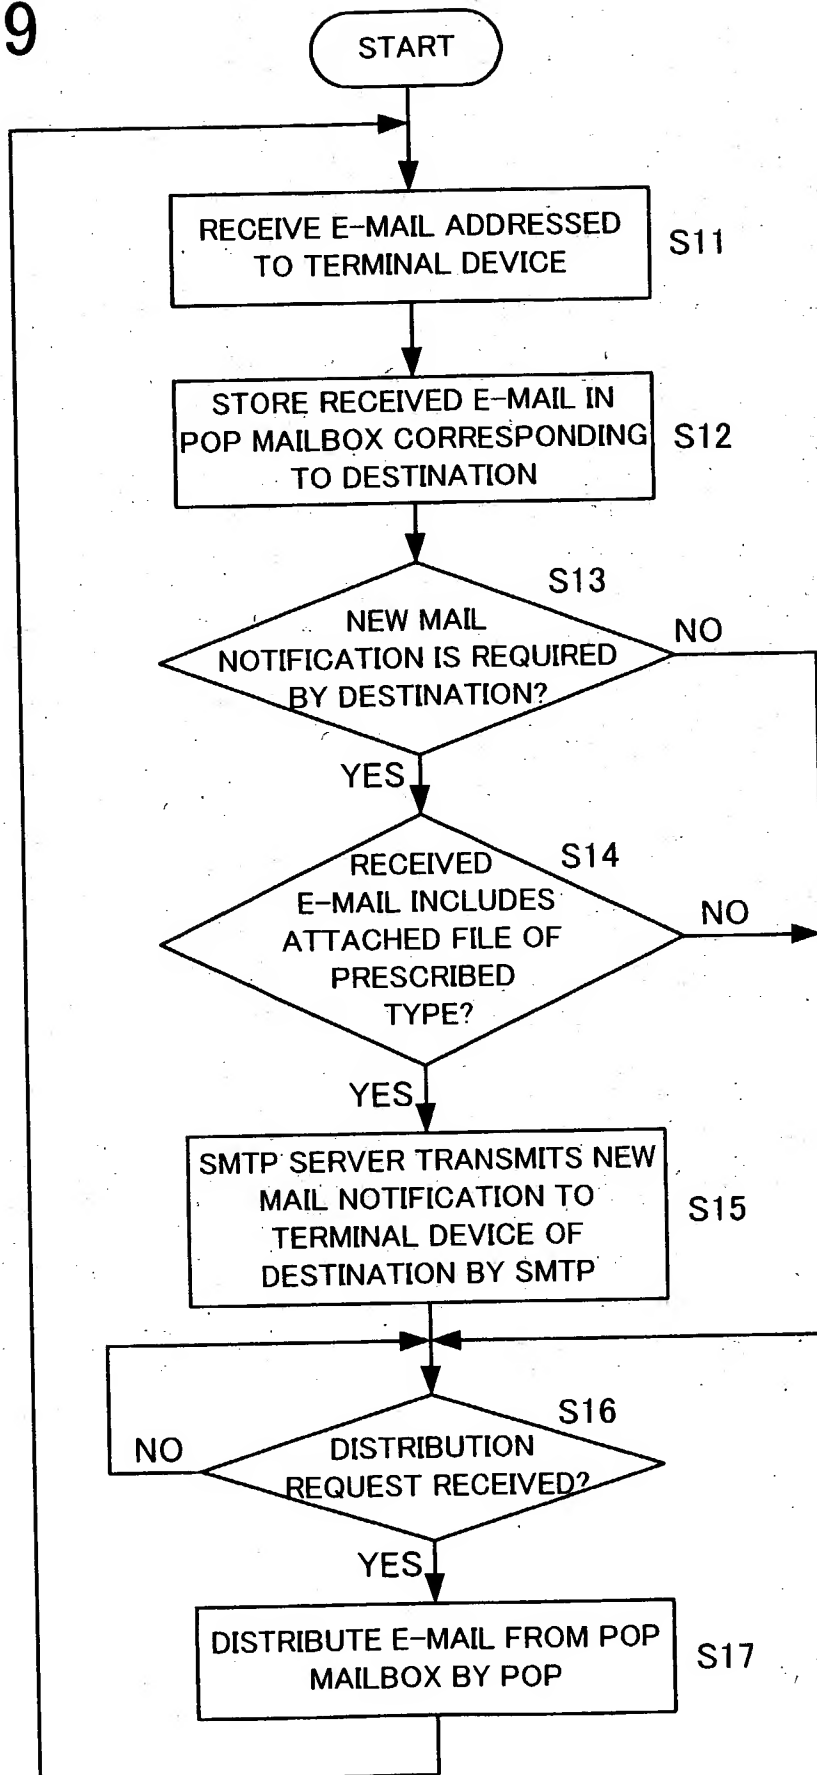 9
START
RECEIVE E-MAIL ADDRESSED
TO TERMINAL DEVICE
S11
STORE RECEIVED E-MAIL IN
POP MAILBOX CORRESPONDING
TO DESTINATION
S12
S13
NEW MAIL
NOTIFICATION IS REQUIRED
BY DESTINATION?
NO
YES
S14
RECEIVED
E-MAIL INCLUDES
ATTACHED FILE OF
PRESCRIBED
TYPE?
NO
YES
SMTP SERVER TRANSMITS NEW
MAIL NOTIFICATION TO
TERMINAL DEVICE OF
DESTINATION BY SMTP
S15
S16
DISTRIBUTION
REQUEST RECEIVED?
NO
YES
DISTRIBUTE E-MAIL FROM POP
MAILBOX BY POP
S17